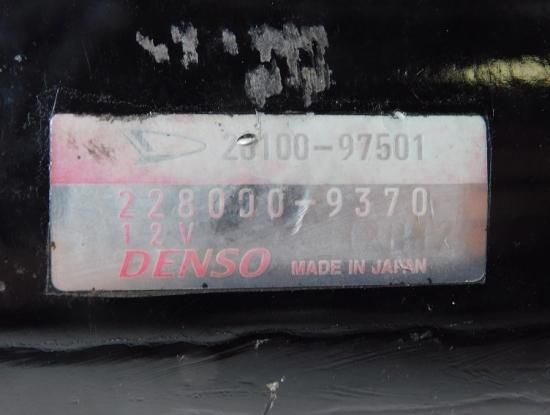 28100-97501
228000-9370
12V
DENSO MADE IN JAPAN